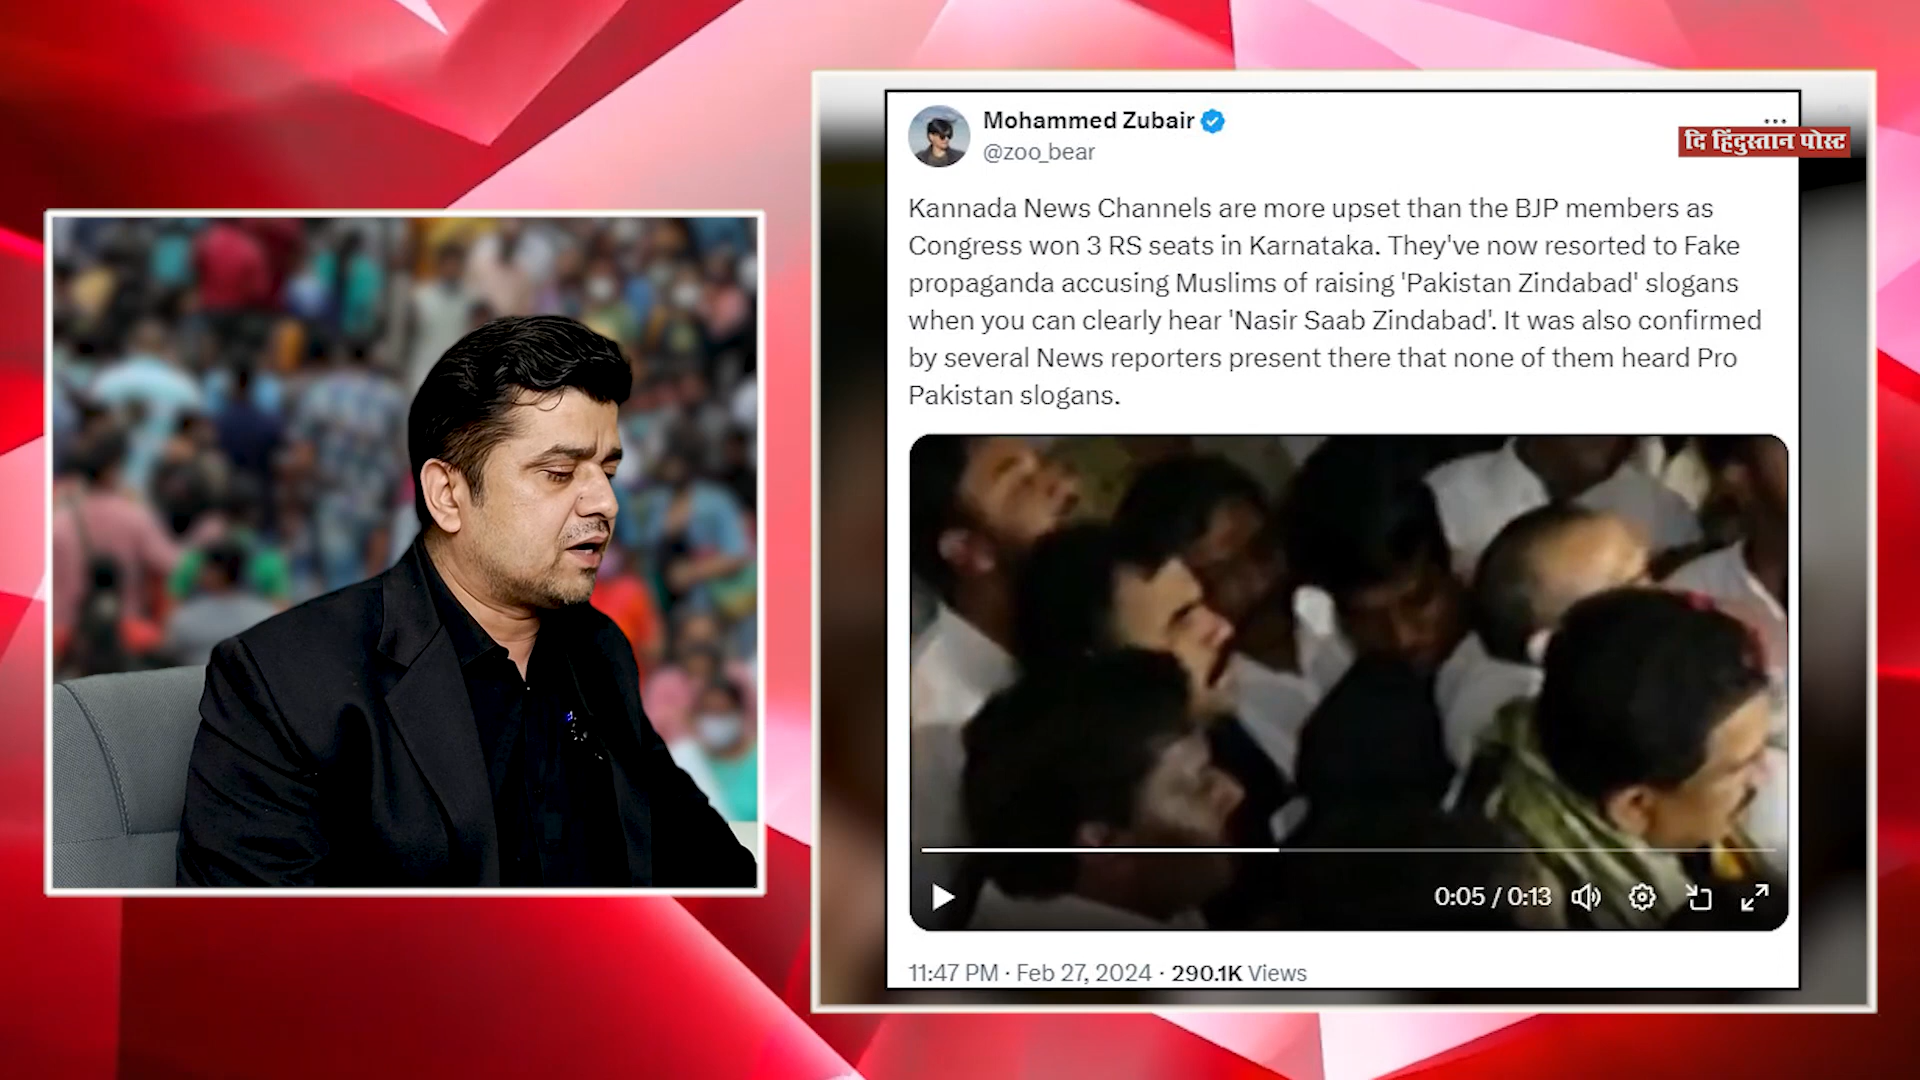 Mohammed Zubair
@zoo_bear
दि हिंदुस्तान पोस्ट
Kannada News Channels are more upset than the BJP members as
Congress won 3 RS seats in Karnataka. They've now resorted to Fake
propaganda accusing Muslims of raising 'Pakistan Zindabad' slogans
when you can clearly hear 'Nasir Saab Zindabad'. It was also confirmed
by several News reporters present there that none of them heard Pro
Pakistan slogans.
0:05 / 0:13
11:47 PM · Feb 27, 2024 · 290.1K Views